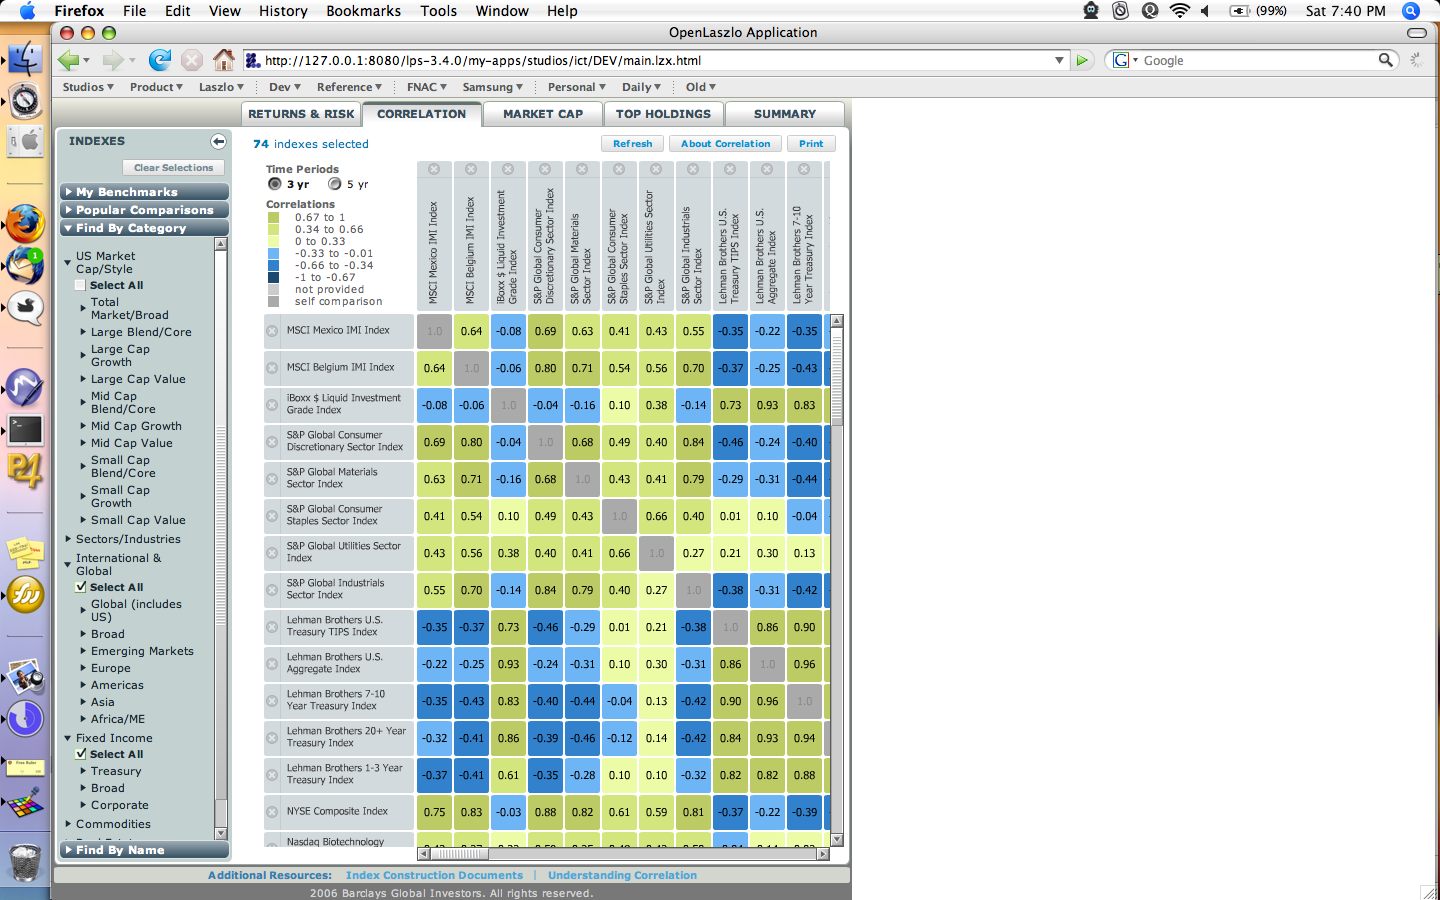 Firefox File Edit View History Bookmarks Tools Window Help (99%) Sat 7:40 PM
OpenLaszlo Application
http://127.0.0.1:8080/lps-3.4.0/my-apps/studios/ict/DEV/main.lzx.html Google
Studios Product Laszlo Dev Reference FNAC Samsung Personal Daily Old
RETURNS & RISK CORRELATION MARKET CAP TOP HOLDINGS SUMMARY
INDEXES
Clear Selections
My Benchmarks
Popular Comparisons
Find By Category
US Market
Cap/Style
Select All
Total
Market/Broad
Large Blend/Core
Large Cap
Growth
Large Cap Value
Mid Cap
Blend/Core
Mid Cap Growth
Mid Cap Value
Small Cap
Blend/Core
Small Cap
Growth
Small Cap Value
Sectors/Industries
International &
Global
Select All
Global (includes
US)
Broad
Emerging Markets
Europe
Americas
Asia
Africa/ME
Fixed Income
Select All
Treasury
Broad
Corporate
Commodities
Find By Name
74 indexes selected
Refresh About Correlation Print
Time Periods
3 yr 5 yr
Correlations
0.67 to 1
0.34 to 0.66
0 to 0.33
-0.33 to -0.01
-0.66 to -0.34
-1 to -0.67
not provided
self comparison
MSCI Mexico IMI Index
MSCI Belgium IMI Index
iBoxx $ Liquid Investment
Grade Index
S&P Global Consumer
Discretionary Sector Index
S&P Global Materials
Sector Index
S&P Global Consumer
Staples Sector Index
S&P Global Utilities Sector
Index
S&P Global Industrials
Sector Index
Lehman Brothers U.S.
Treasury TIPS Index
Lehman Brothers U.S.
Aggregate Index
Lehman Brothers 7-10
Year Treasury Index
MSCI Mexico IMI Index 1.0 0.64 -0.08 0.69 0.63 0.41 0.43 0.55 -0.35 -0.22 -0.35
MSCI Belgium IMI Index 0.64 1.0 -0.06 0.80 0.71 0.54 0.56 0.70 -0.37 -0.25 -0.43
iBoxx $ Liquid Investment
Grade Index -0.08 -0.06 1.0 -0.04 -0.16 0.10 0.38 -0.14 0.73 0.93 0.83
S&P Global Consumer
Discretionary Sector Index 0.69 0.80 -0.04 1.0 0.68 0.49 0.40 0.84 -0.46 -0.24 -0.40
S&P Global Materials
Sector Index 0.63 0.71 -0.16 0.68 1.0 0.43 0.41 0.79 -0.29 -0.31 -0.44
S&P Global Consumer
Staples Sector Index 0.41 0.54 0.10 0.49 0.43 1.0 0.66 0.40 0.01 0.10 -0.04
S&P Global Utilities Sector
Index 0.43 0.56 0.38 0.40 0.41 0.66 1.0 0.27 0.21 0.30 0.13
S&P Global Industrials
Sector Index 0.55 0.70 -0.14 0.84 0.79 0.40 0.27 1.0 -0.38 -0.31 -0.42
Lehman Brothers U.S.
Treasury TIPS Index -0.35 -0.37 0.73 -0.46 -0.29 0.01 0.21 -0.38 1.0 0.86 0.90
Lehman Brothers U.S.
Aggregate Index -0.22 -0.25 0.93 -0.24 -0.31 0.10 0.30 -0.31 0.86 1.0 0.96
Lehman Brothers 7-10
Year Treasury Index -0.35 -0.43 0.83 -0.40 -0.44 -0.04 0.13 -0.42 0.90 0.96 1.0
Lehman Brothers 20+ Year
Treasury Index -0.32 -0.41 0.86 -0.39 -0.46 -0.12 0.14 -0.42 0.84 0.93 0.94
Lehman Brothers 1-3 Year
Treasury Index -0.37 -0.41 0.61 -0.35 -0.28 0.10 0.10 -0.32 0.82 0.82 0.88
NYSE Composite Index 0.75 0.83 -0.03 0.88 0.82 0.61 0.59 0.81 -0.37 -0.22 -0.39
Nasdaq Biotechnology
Additional Resources: Index Construction Documents | Understanding Correlation
2006 Barclays Global Investors. All rights reserved.